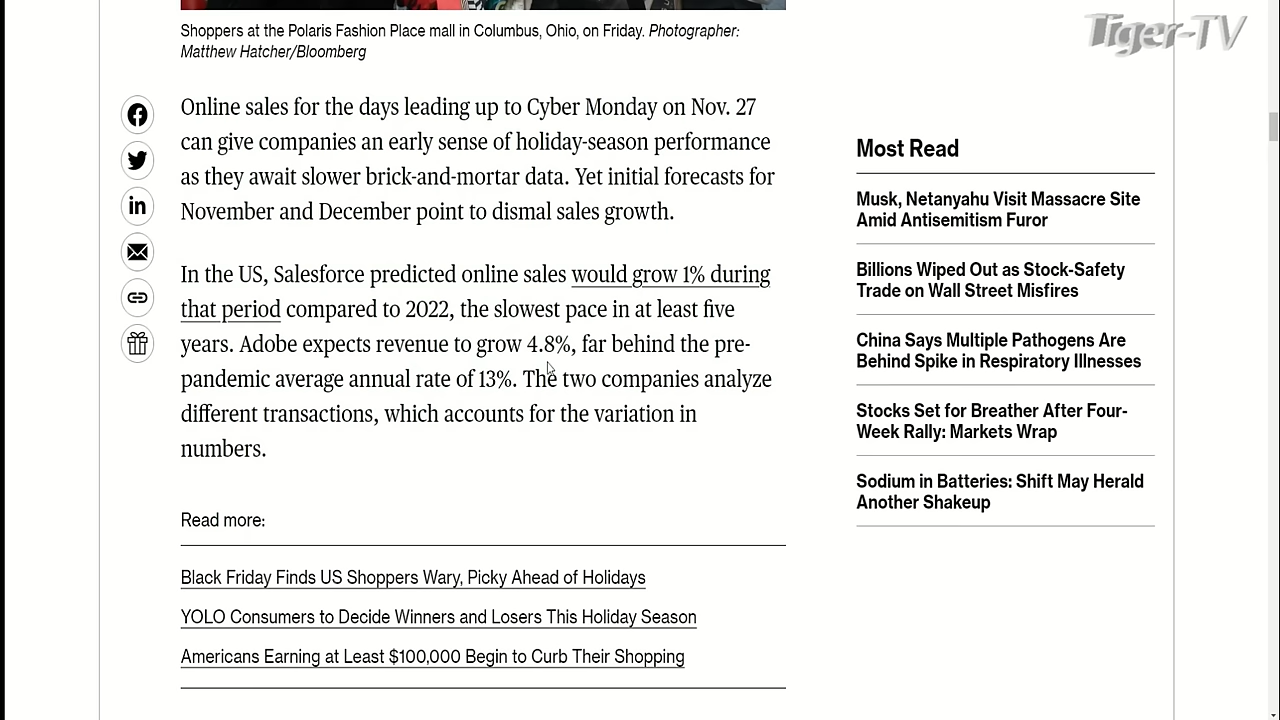 Tiger-TV
Shoppers at the Polaris Fashion Place mall in Columbus, Ohio, on Friday. Photographer:
Matthew Hatcher/Bloomberg
Online sales for the days leading up to Cyber Monday on Nov. 27
can give companies an early sense of holiday-season performance
as they await slower brick-and-mortar data. Yet initial forecasts for
November and December point to dismal sales growth.
In the US, Salesforce predicted online sales would grow 1% during
that period compared to 2022, the slowest pace in at least five
years. Adobe expects revenue to grow 4.8%, far behind the pre-
pandemic average annual rate of 13%. The two companies analyze
different transactions, which accounts for the variation in
numbers.
Read more:
Black Friday Finds US Shoppers Wary, Picky Ahead of Holidays
YOLO Consumers to Decide Winners and Losers This Holiday Season
Americans Earning at Least $100,000 Begin to Curb Their Shopping
Most Read
Musk, Netanyahu Visit Massacre Site
Amid Antisemitism Furor
Billions Wiped Out as Stock-Safety
Trade on Wall Street Misfires
China Says Multiple Pathogens Are
Behind Spike in Respiratory Illnesses
Stocks Set for Breather After Four-
Week Rally: Markets Wrap
Sodium in Batteries: Shift May Herald
Another Shakeup